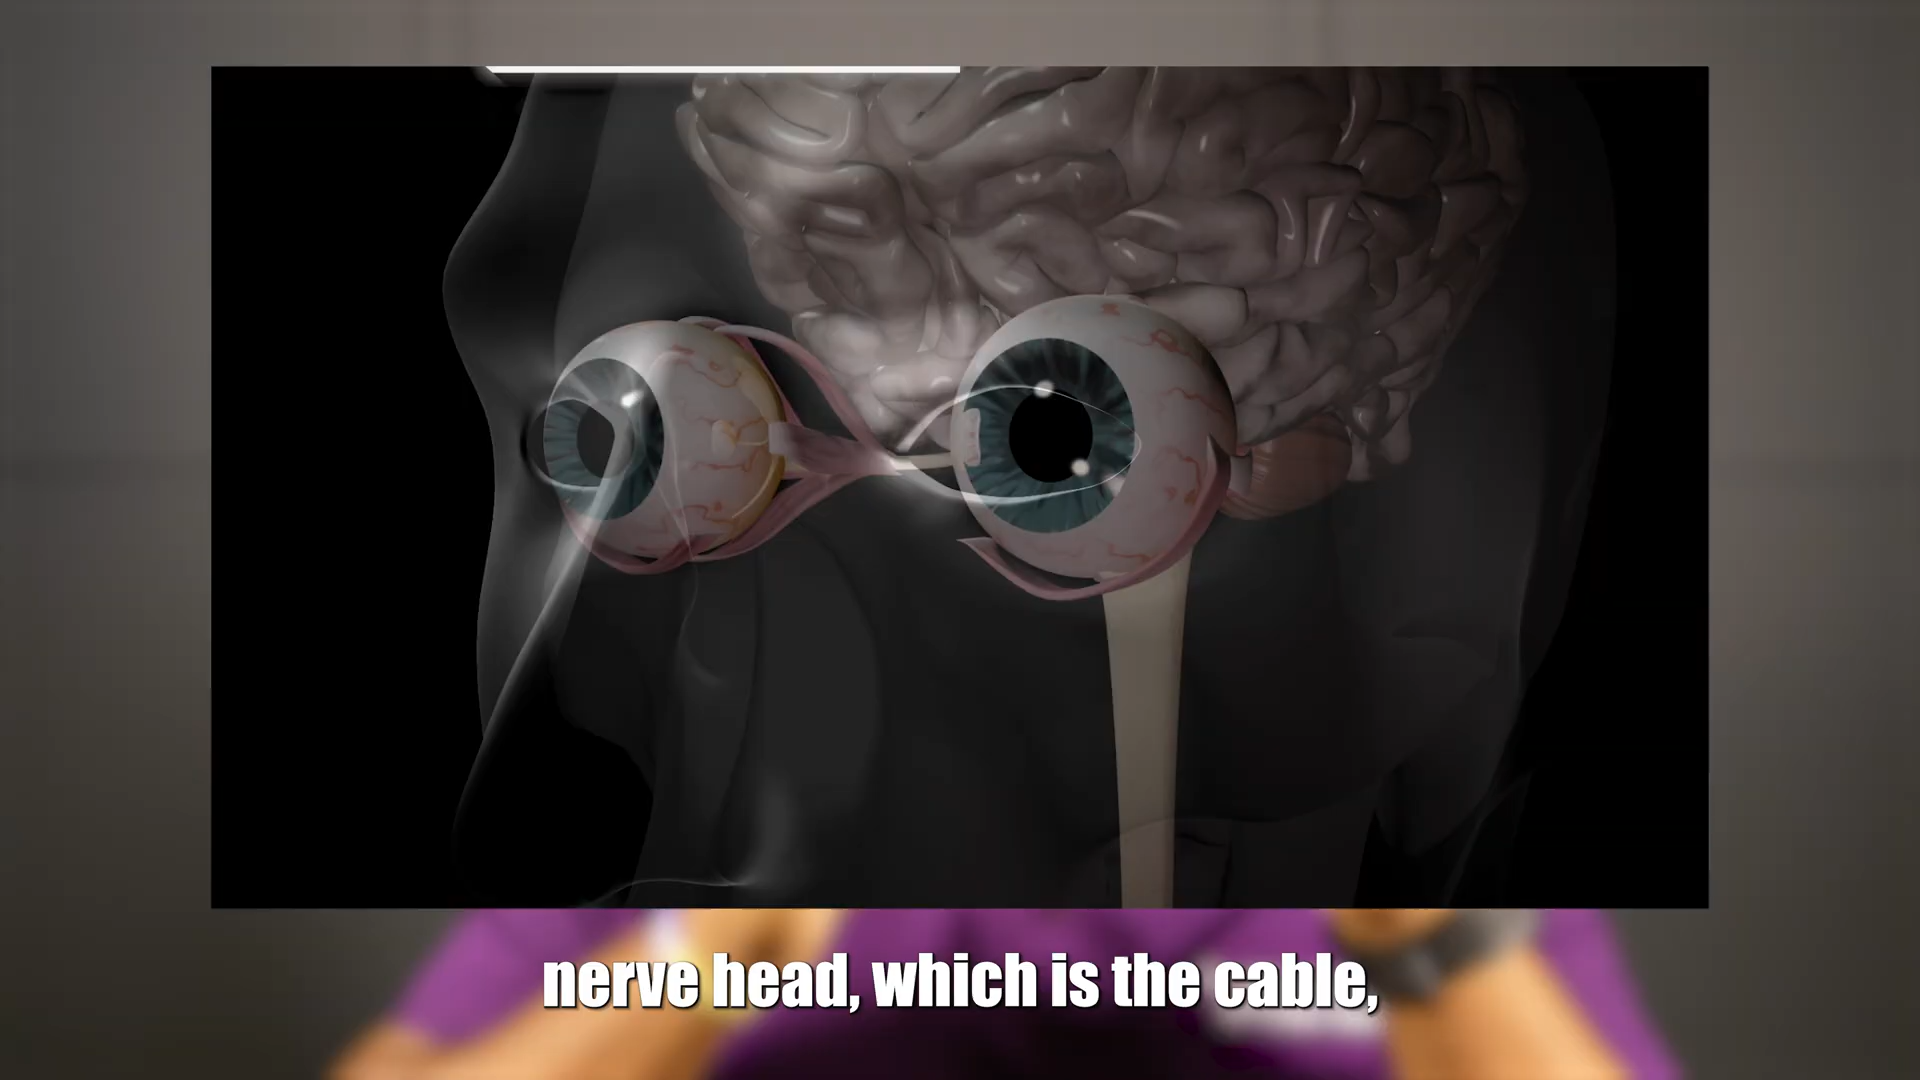 nerve head, which is the cable,